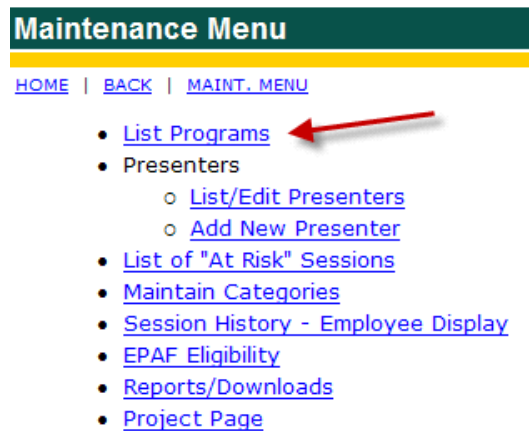 Maintenance Menu
HOME | BACK | MAINT. MENU
• List Programs
• Presenters
o List/Edit Presenters
o Add New Presenter
• List of "At Risk" Sessions
• Maintain Categories
• Session History - Employee Display
• EPAF Eligibility
• Reports/Downloads
• Project Page